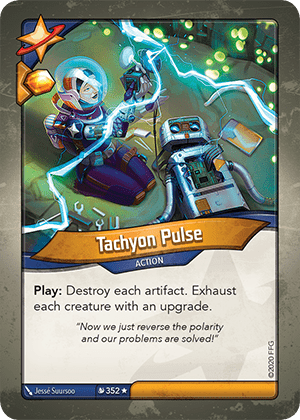 Tachyon Pulse
ACTION
Play: Destroy each artifact. Exhaust
each creature with an upgrade.
“Now we just reverse the polarity
and our problems are solved!”
©2020 FFG
Jessé Suursoo
352